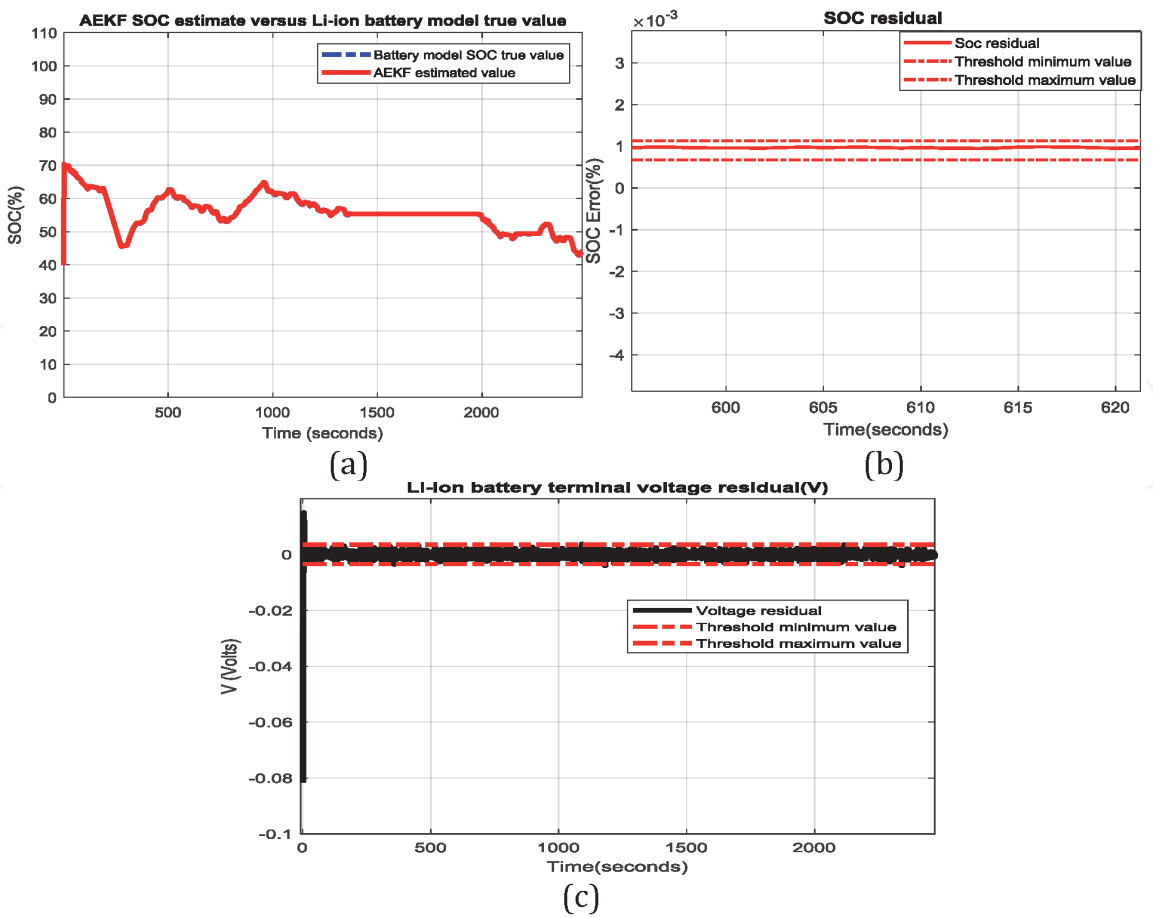 AEKF SOC estimate versus Li-ion battery model true value
110
100
90
80
70
60
50
40
30
20
10
0
SOC(%)
Battery model SOC true value
AEKF estimated value
500
1000
1500
2000
Time (seconds)
(a)
SOC residual
×10⁻³
3
2
1
0
-1
-2
-3
-4
SOC Error(%)
Soc residual
Threshold minimum value
Threshold maximum value
600
605
610
615
620
Time(seconds)
(b)
Li-Ion battery terminal voltage residual(V)
0
-0.02
-0.04
-0.06
-0.08
-0.1
V (Volts)
Voltage residual
Threshold minimum value
Threshold maximum value
0
500
1000
1500
2000
Time(seconds)
(c)